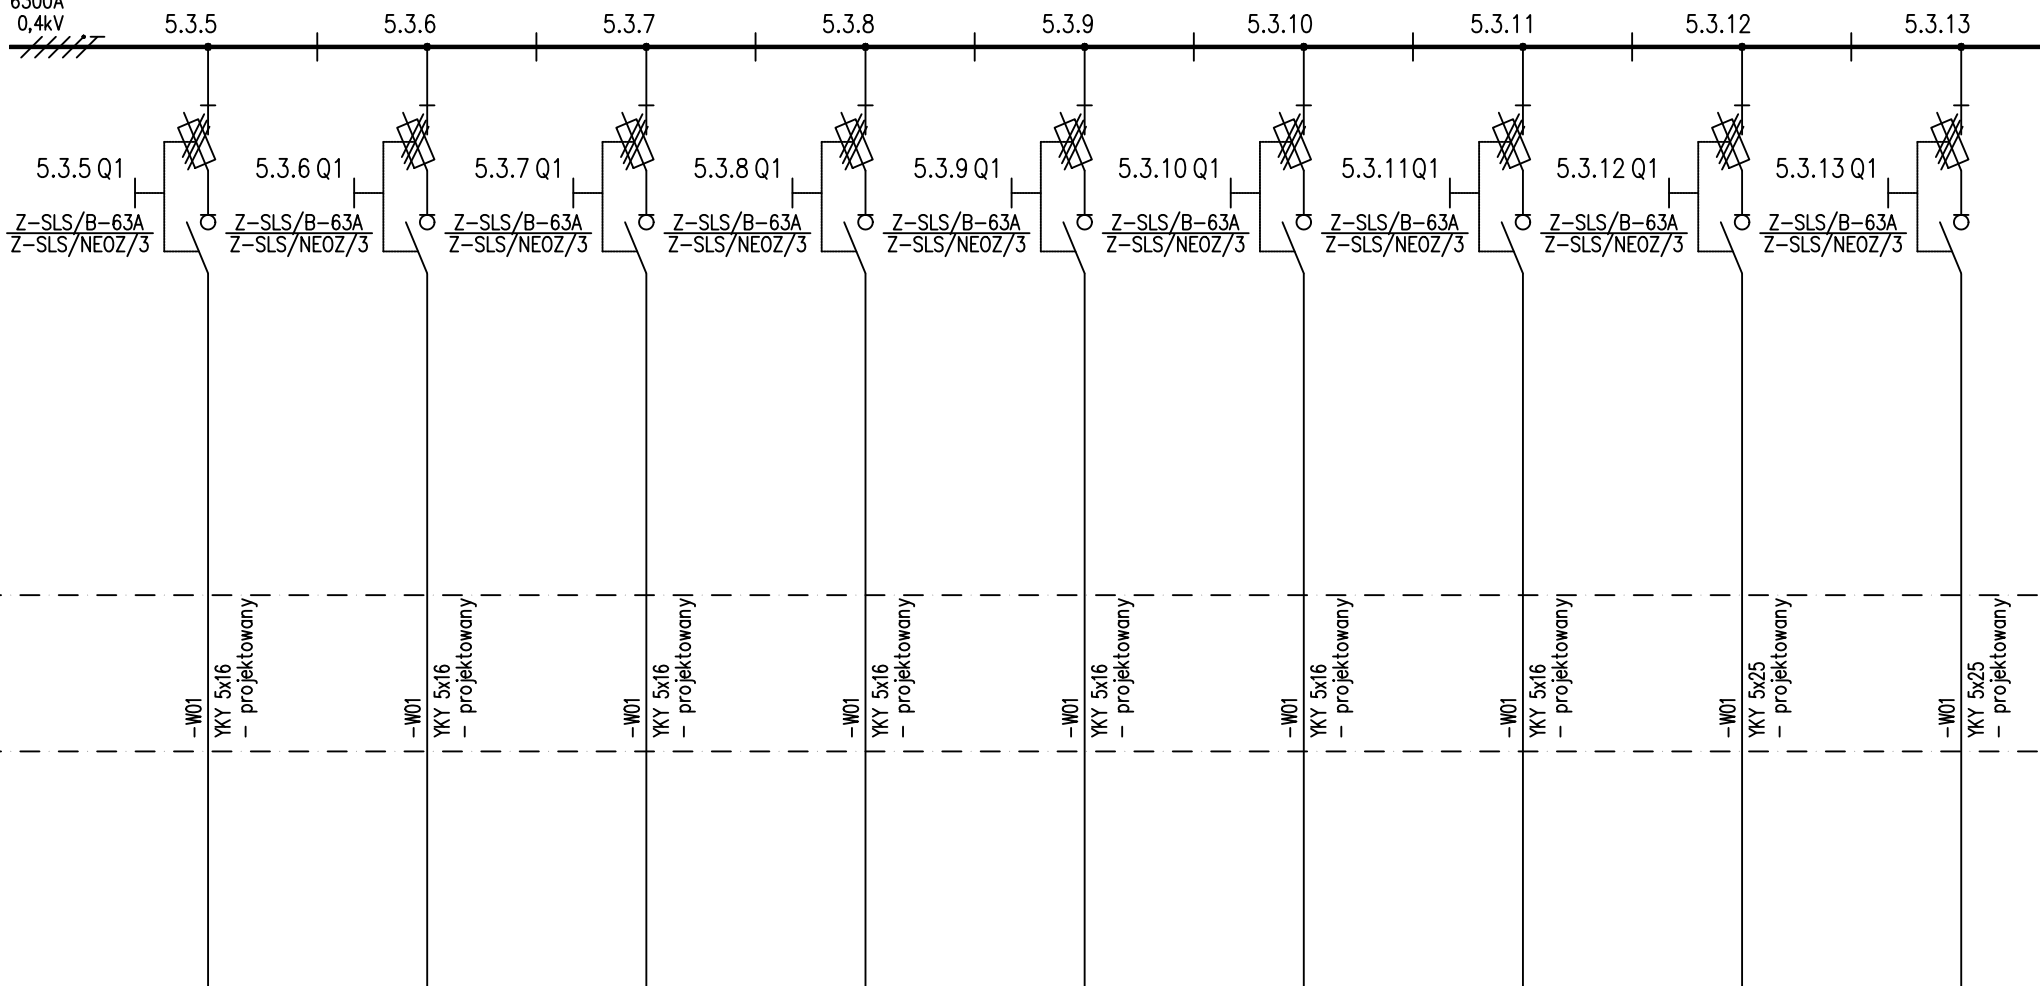 6300A
0,4kV
5.3.5
5.3.6
5.3.7
5.3.8
5.3.9
5.3.10
5.3.11
5.3.12
5.3.13
5.3.5 Q1
5.3.6 Q1
5.3.7 Q1
5.3.8 Q1
5.3.9 Q1
5.3.10 Q1
5.3.11 Q1
5.3.12 Q1
5.3.13 Q1
Z-SLS/B-63A
Z-SLS/NEOZ/3
Z-SLS/B-63A
Z-SLS/NEOZ/3
Z-SLS/B-63A
Z-SLS/NEOZ/3
Z-SLS/B-63A
Z-SLS/NEOZ/3
Z-SLS/B-63A
Z-SLS/NEOZ/3
Z-SLS/B-63A
Z-SLS/NEOZ/3
Z-SLS/B-63A
Z-SLS/NEOZ/3
Z-SLS/B-63A
Z-SLS/NEOZ/3
Z-SLS/B-63A
Z-SLS/NEOZ/3
-W01
YKY 5x16
- projektowany
-W01
YKY 5x16
- projektowany
-W01
YKY 5x16
- projektowany
-W01
YKY 5x16
- projektowany
-W01
YKY 5x16
- projektowany
-W01
YKY 5x16
- projektowany
-W01
YKY 5x16
- projektowany
-W01
YKY 5x25
- projektowany
-W01
YKY 5x25
- projektowany